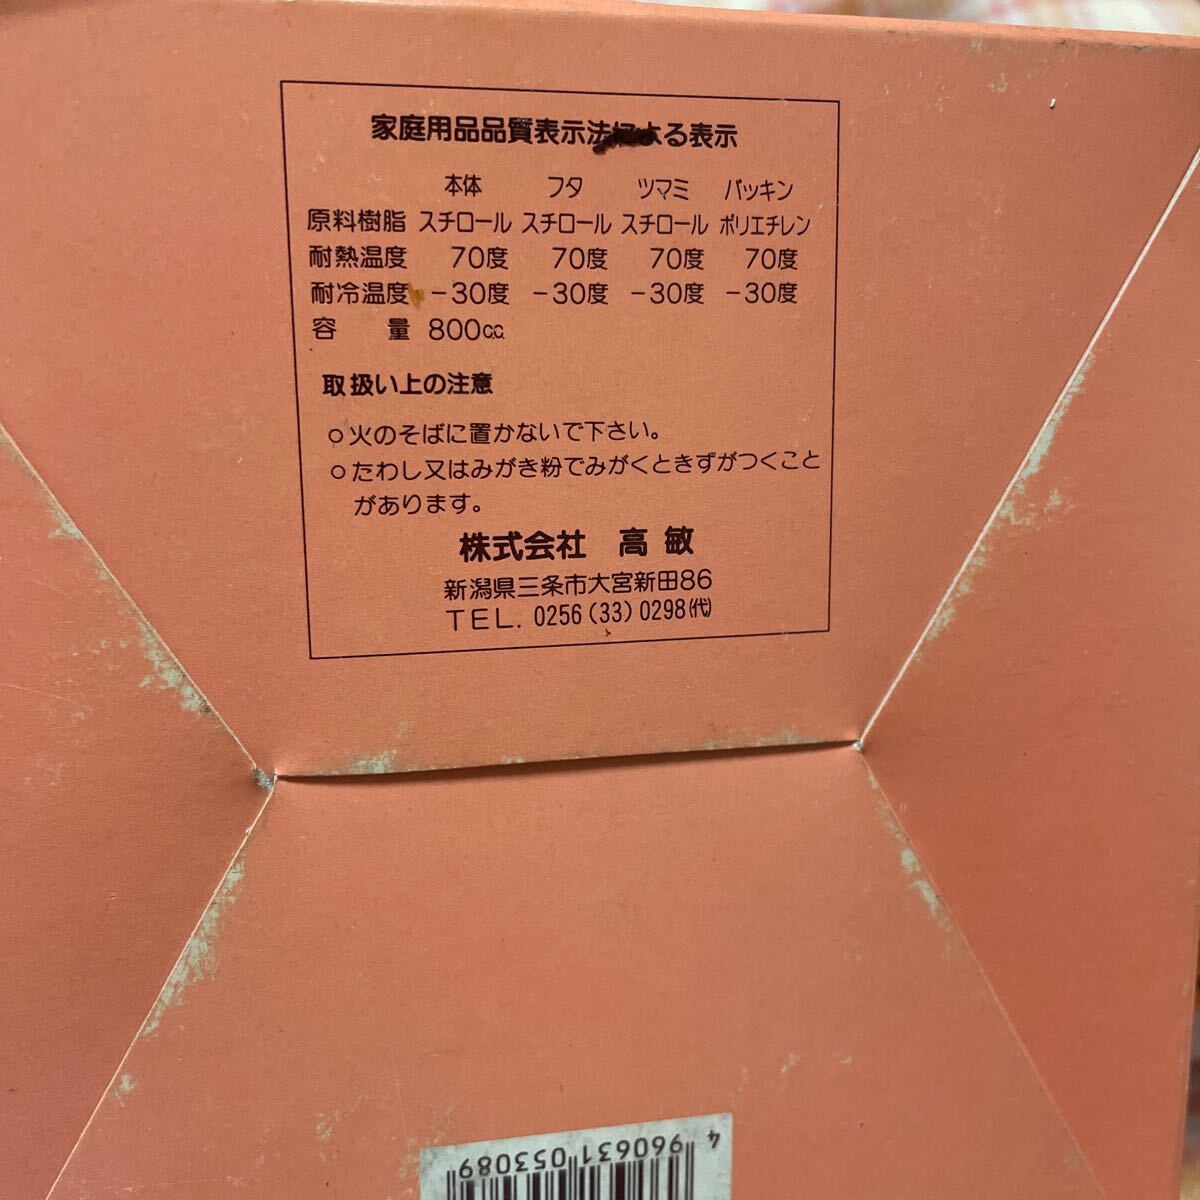 家庭用品品質表示法による表示
本体 フタ ツマミ パッキン
原料樹脂 スチロール スチロール スチロール ポリエチレン
耐熱温度 70度 70度 70度 70度
耐冷温度 −30度 −30度 −30度 −30度
容 量 800cc
取扱い上の注意
○火のそばに置かないで下さい。
○たわし又はみがき粉でみがくときずがつくこと
があります。
株式会社 高敏
新潟県三条市大宮新田86
TEL. 0256(33)0298(代)
4 960631 053089